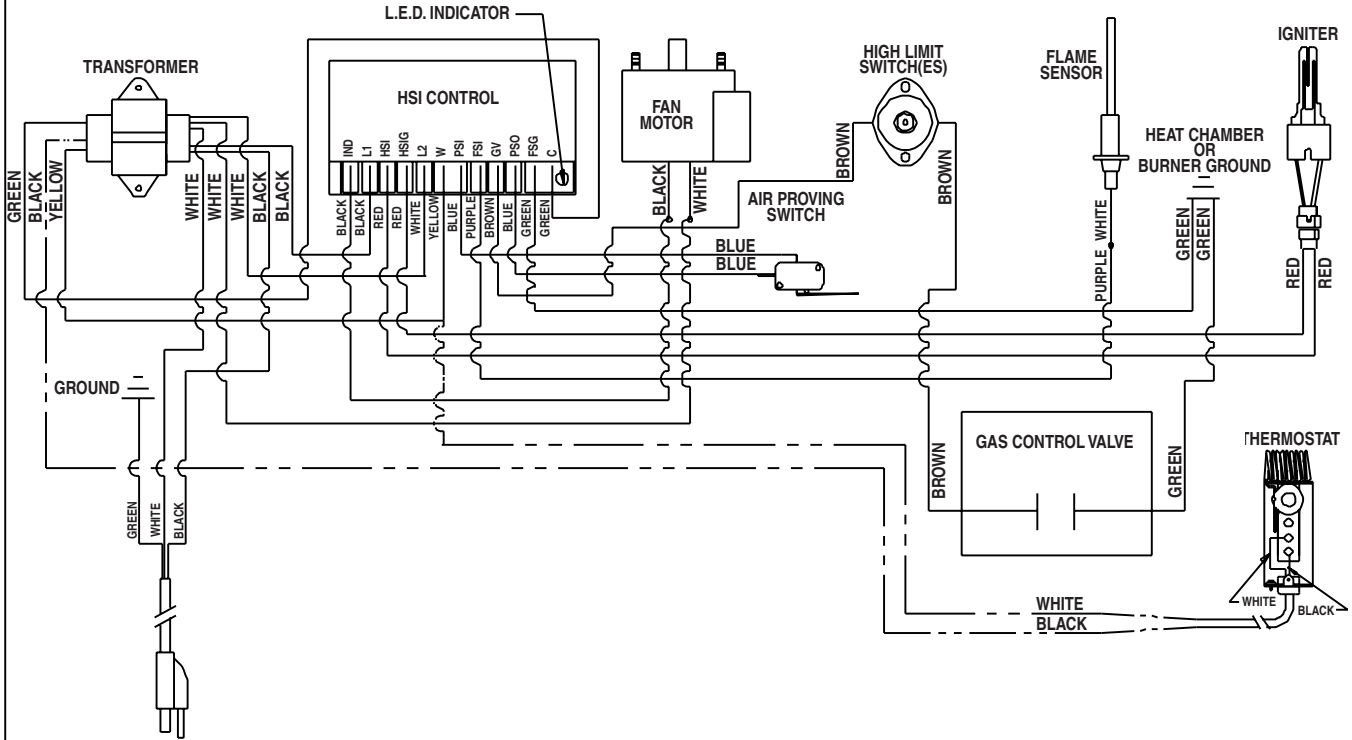 L.E.D. INDICATOR
TRANSFORMER
HSI CONTROL
FAN
MOTOR
HIGH LIMIT
SWITCH(ES)
FLAME
SENSOR
IGNITER
HEAT CHAMBER
OR
BURNER GROUND
IND
L1
HSI
HSIG
L2
W
PSI
FSI
GV
PSO
FSG
C
GREEN
BLACK
YELLOW
WHITE
WHITE
WHITE
BLACK
BLACK
BLACK
BLACK
RED
RED
WHITE
YELLOW
BLUE
PURPLE
BROWN
BLUE
GREEN
GREEN
BLACK
WHITE
BROWN
BROWN
AIR PROVING
SWITCH
BLUE
BLUE
PURPLE
WHITE
GREEN
GREEN
RED
RED
GROUND
GREEN
WHITE
BLACK
BROWN
GAS CONTROL VALVE
GREEN
THERMOSTAT
WHITE
BLACK
WHITE
BLACK